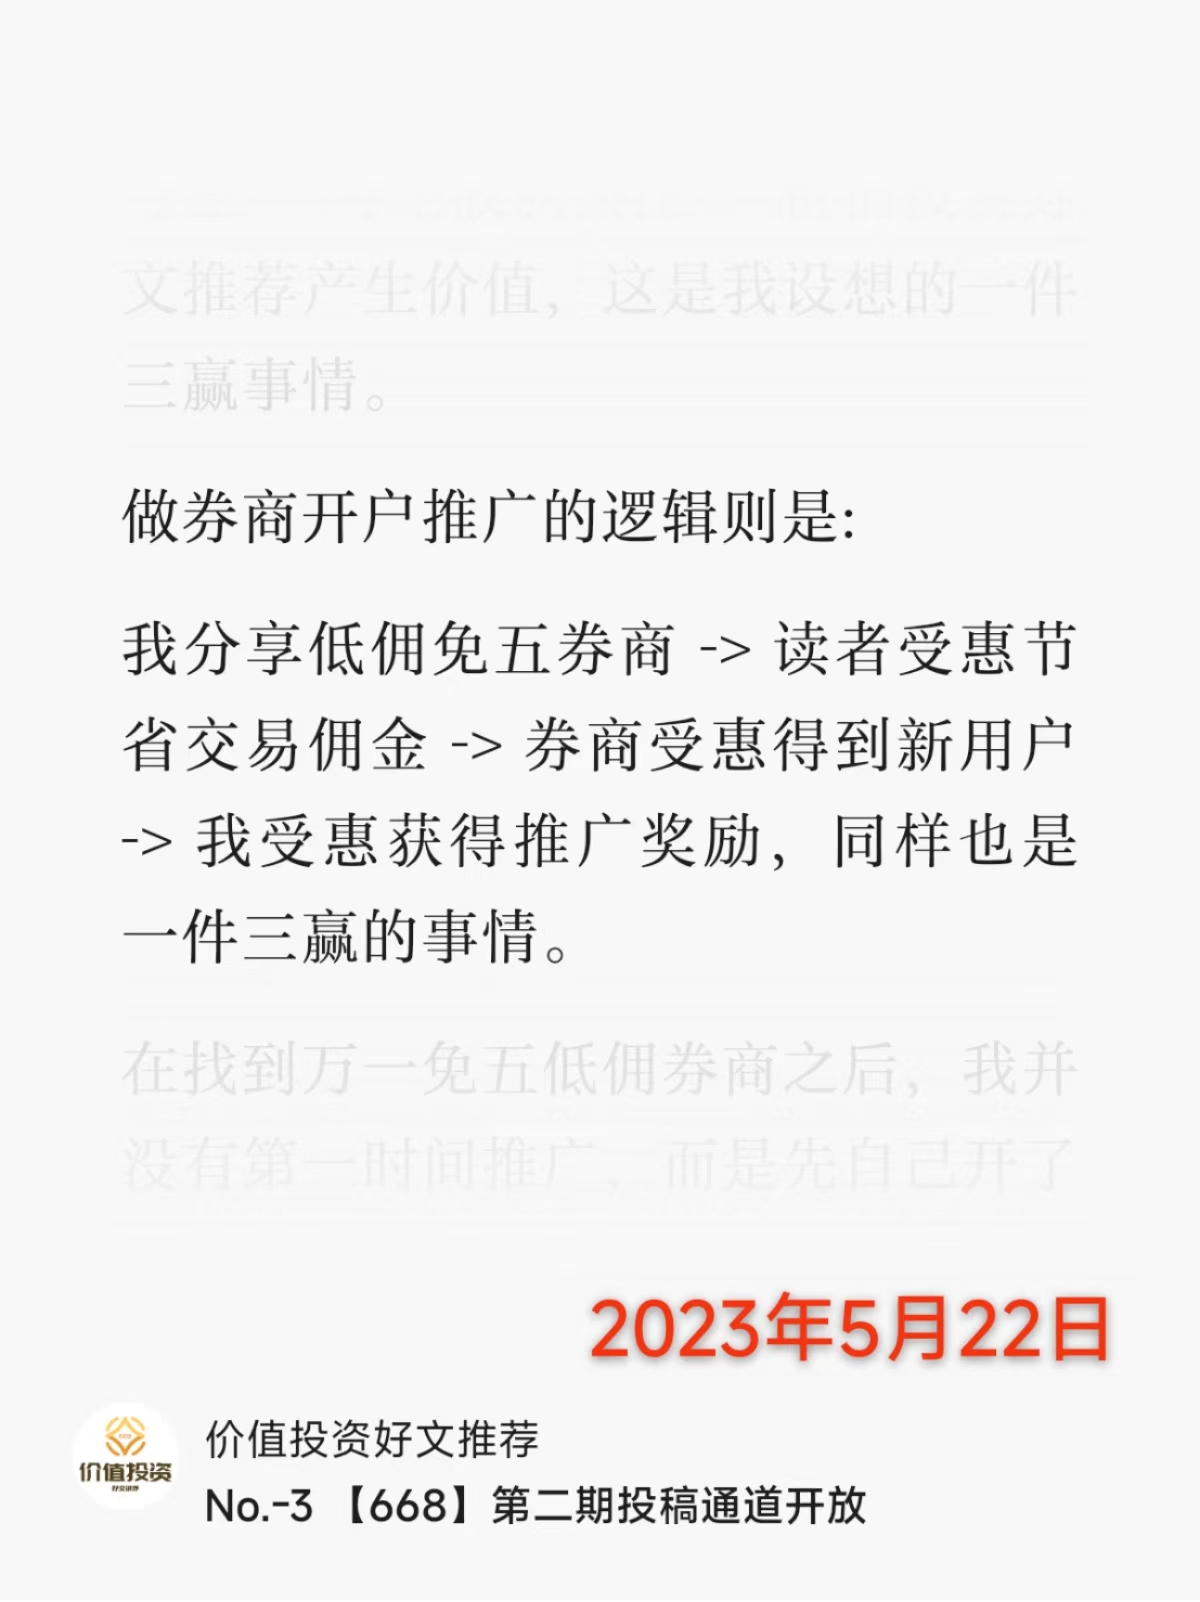 文推荐产生价值，这是我设想的一件
三赢事情。
做券商开户推广的逻辑则是:
我分享低佣免五券商 -> 读者受惠节
省交易佣金 -> 券商受惠得到新用户
-> 我受惠获得推广奖励，同样也是
一件三赢的事情。
在找到万一免五低佣券商之后，我并
没有第一时间推广，而是先自己开了
2023年5月22日
价值投资
价值投资好文推荐
No.-3 【668】第二期投稿通道开放